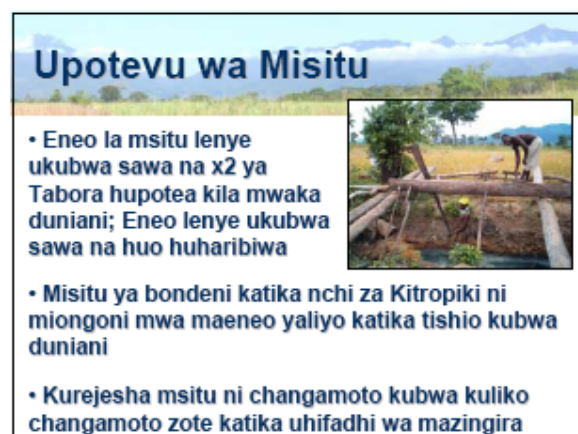 Upotevu wa Misitu
• Eneo la msitu lenye
ukubwa sawa na x2 ya
Tabora hupotea kila mwaka
duniani; Eneo lenye ukubwa
sawa na huo huharibiwa
• Misitu ya bondeni katika nchi za Kitropiki ni
miongoni mwa maeneo yaliyo katika tishio kubwa
duniani
• Kurejesha msitu ni changamoto kubwa kuliko
changamoto zote katika uhifadhi wa mazingira